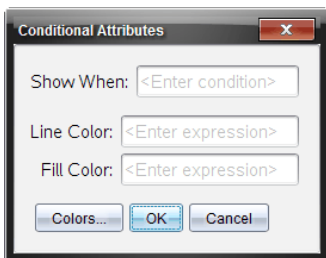 Conditional Attributes
Show When: <Enter condition>
Line Color: <Enter expression>
Fill Color: <Enter expression>
Colors... OK Cancel